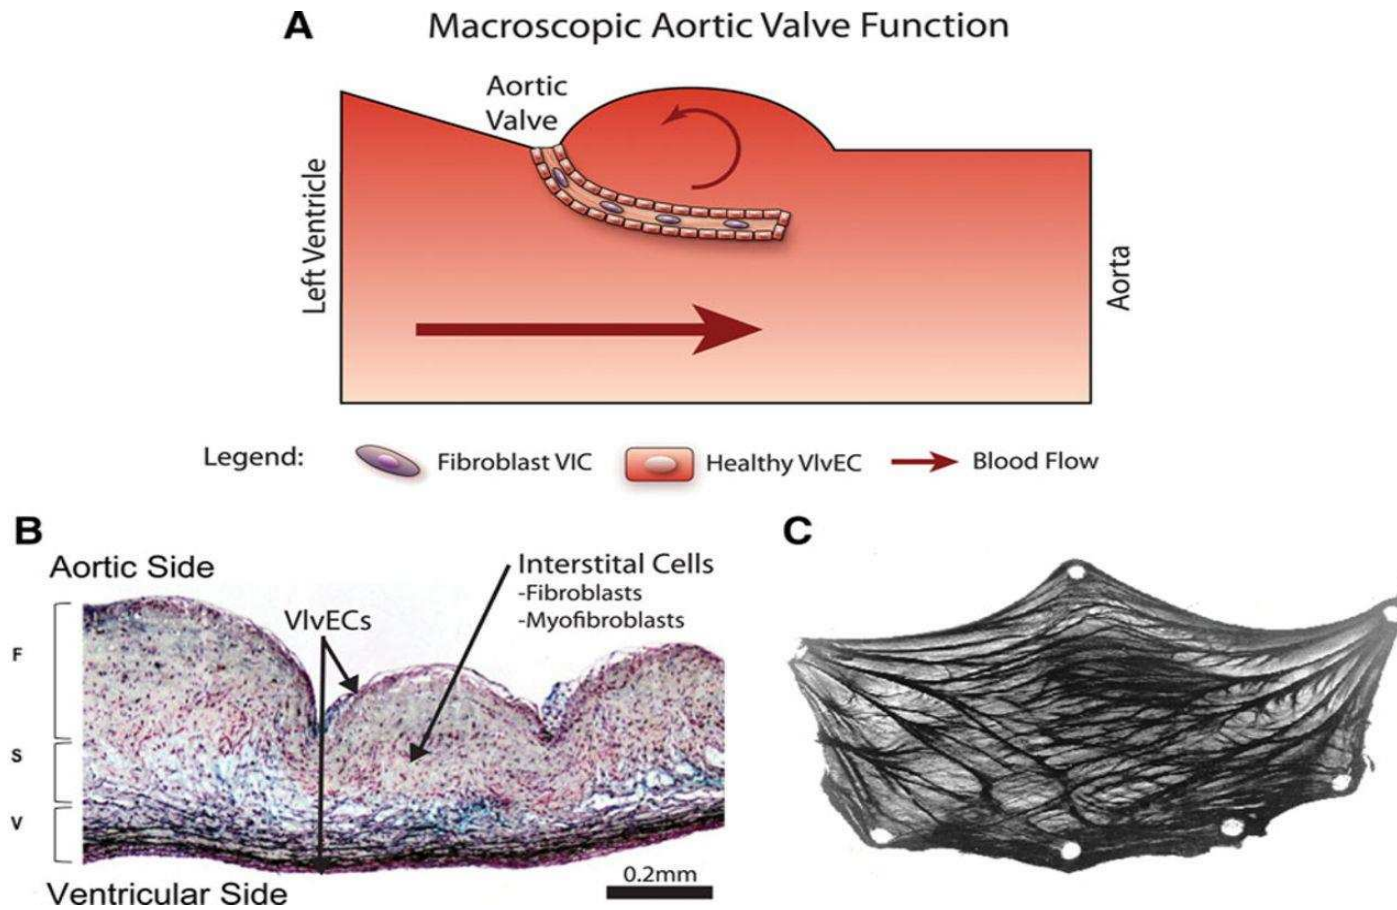 A
Macroscopic Aortic Valve Function
Aortic
Valve
Left Ventricle
Aorta
Legend:
Fibroblast VIC
Healthy VlvEC
Blood Flow
B
Aortic Side
VlvECs
Interstital Cells
-Fibroblasts
-Myofibroblasts
F
S
V
0.2mm
Ventricular Side
C